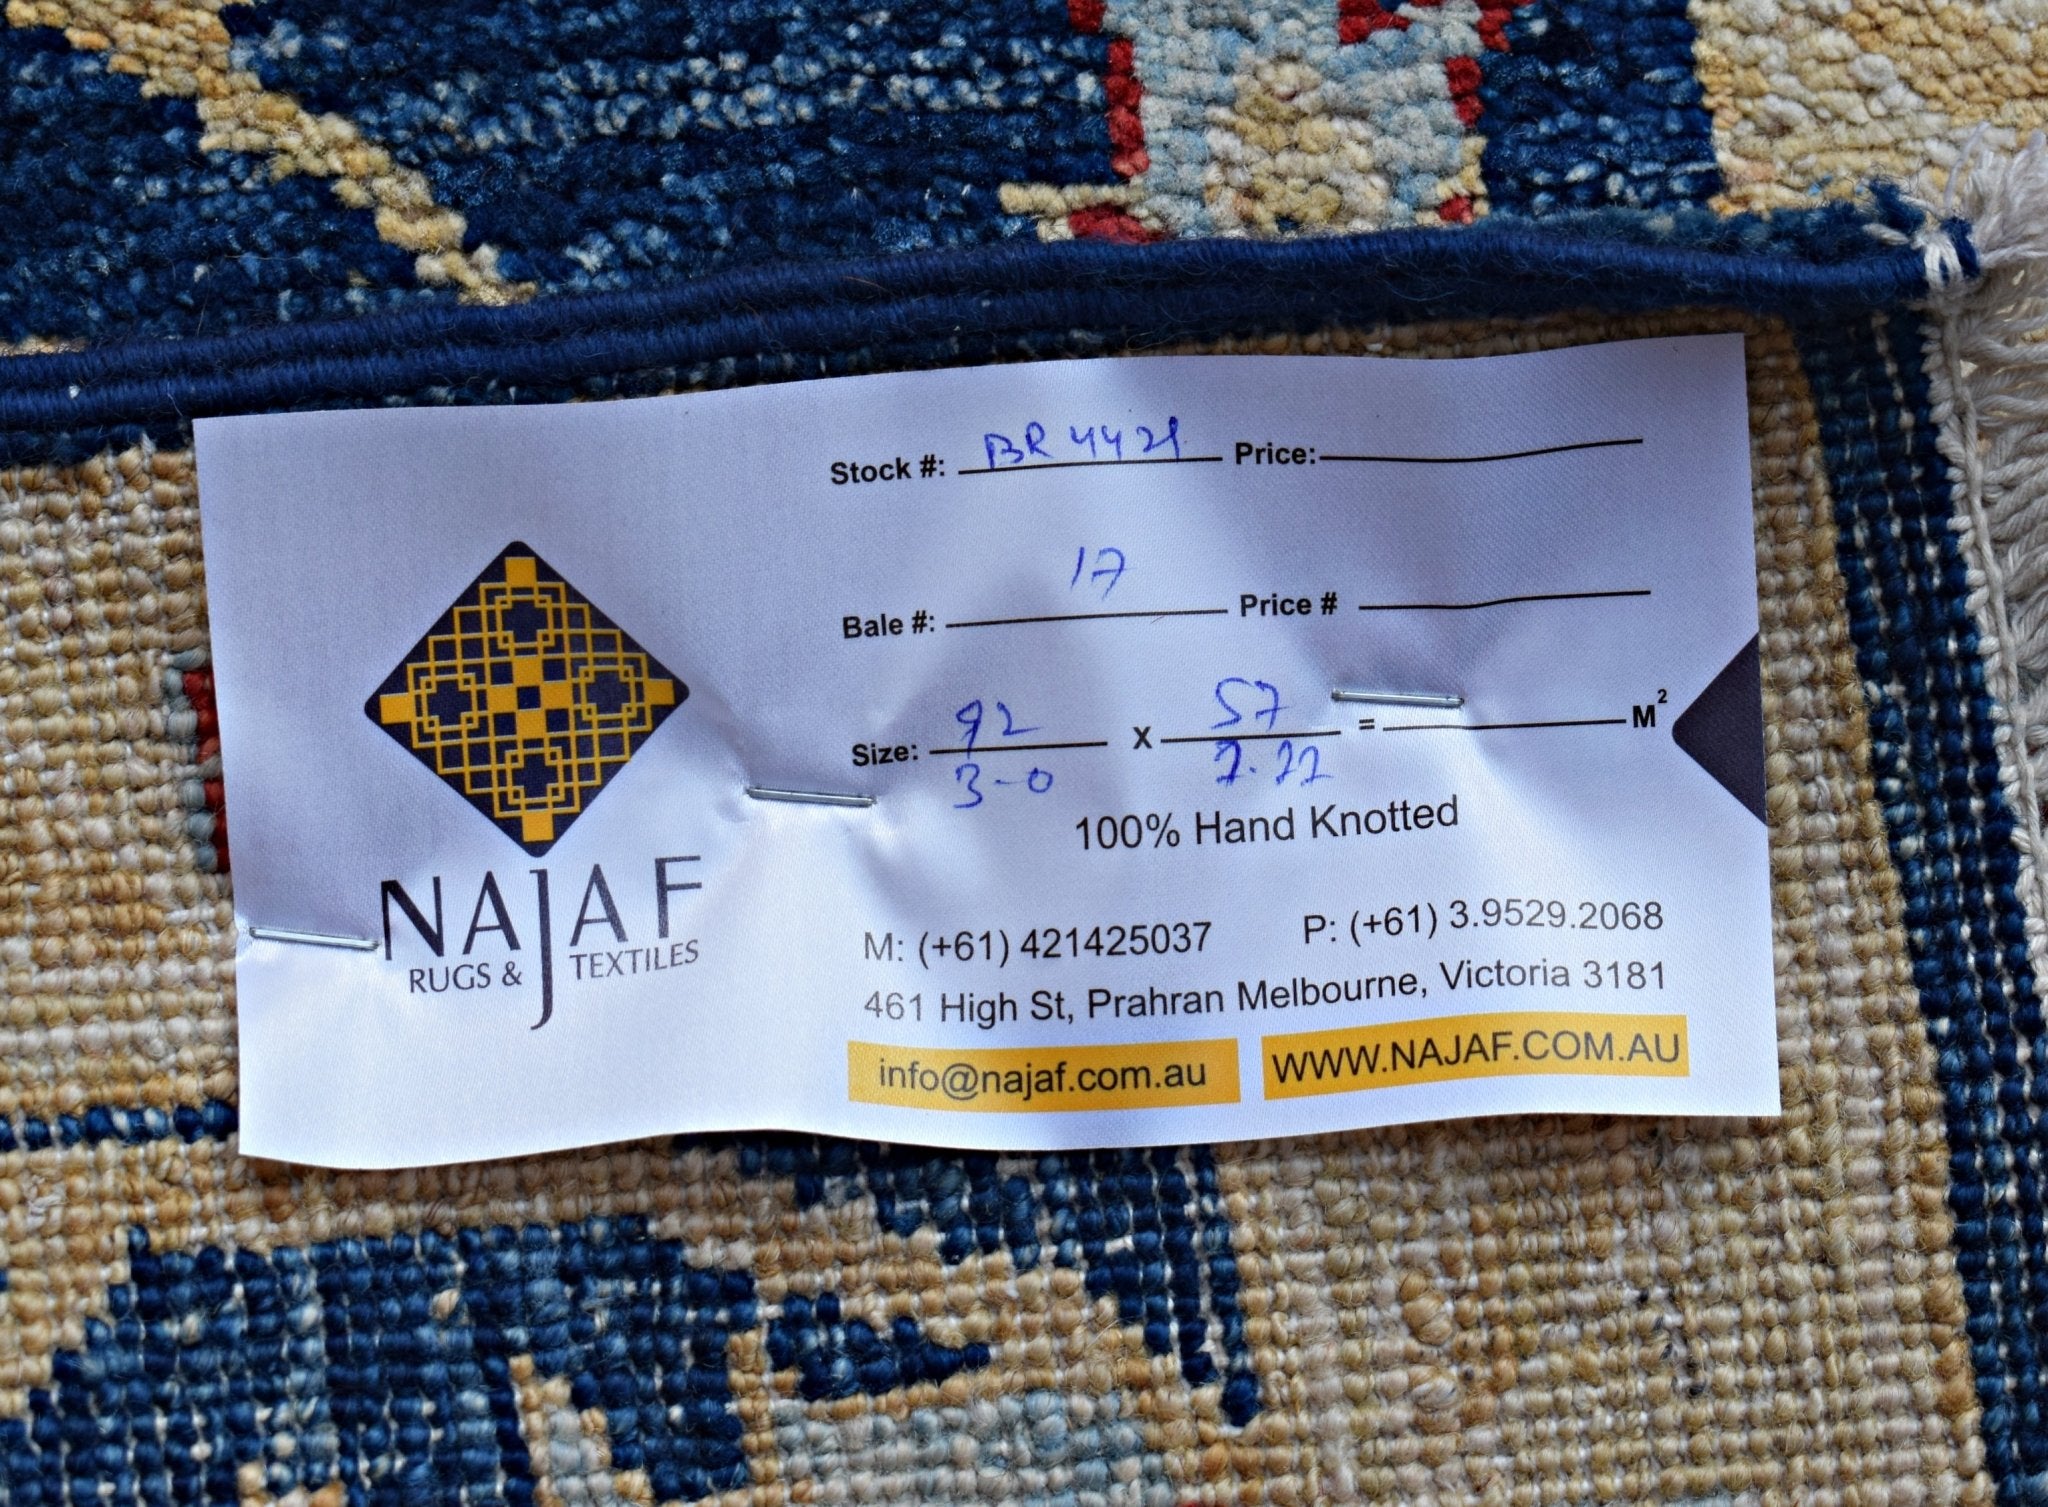 Stock #: BR 4421 Price:
17
Bale #: Price #
92 57
Size: x = M²
3-0
100% Hand Knotted
NAJAF
RUGS & TEXTILES
M: (+61) 421425037 P: (+61) 3.9529.2068
461 High St, Prahran Melbourne, Victoria 3181
info@najaf.com.au WWW.NAJAF.COM.AU